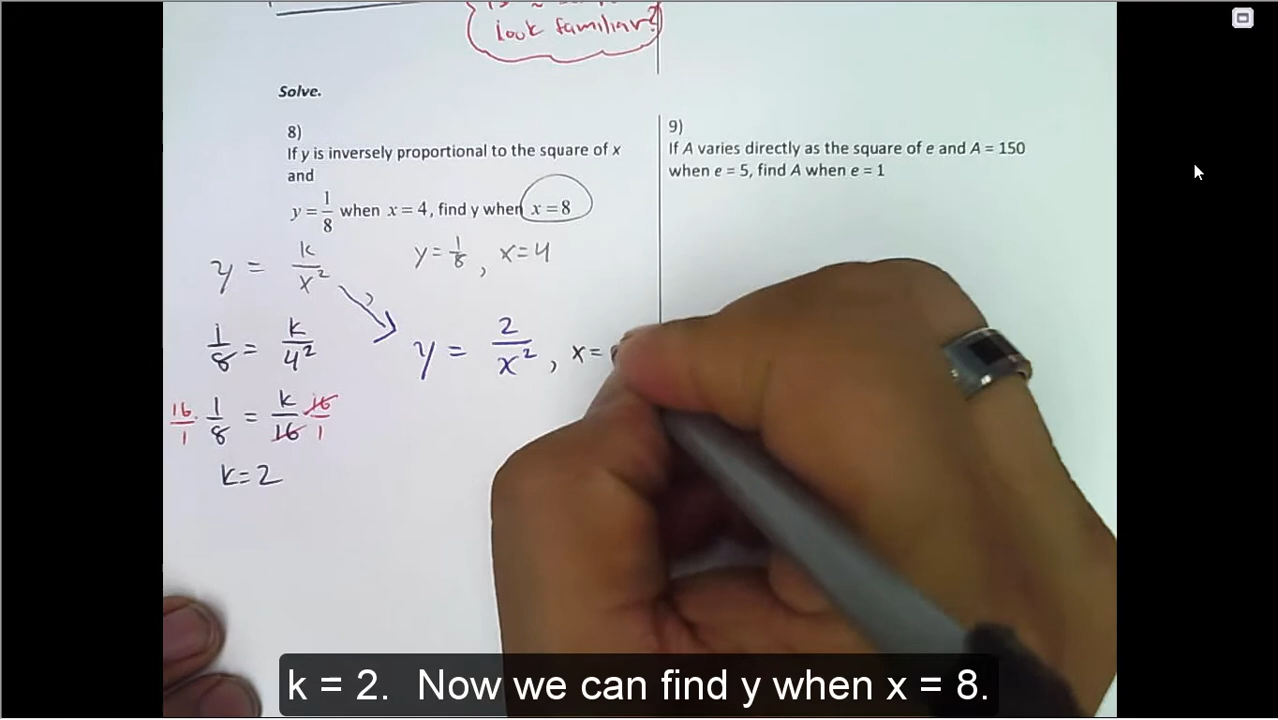 look familiar?
Solve.
8)
If y is inversely proportional to the square of x
and
y = 1/8 when x = 4, find y when x = 8
y = k/x²
y = 1/8, x = 4
1/8 = k/4²
y = 2/x², x =
16/1 · 1/8 = k/16 16/1
k = 2
9)
If A varies directly as the square of e and A = 150
when e = 5, find A when e = 1
k = 2. Now we can find y when x = 8.